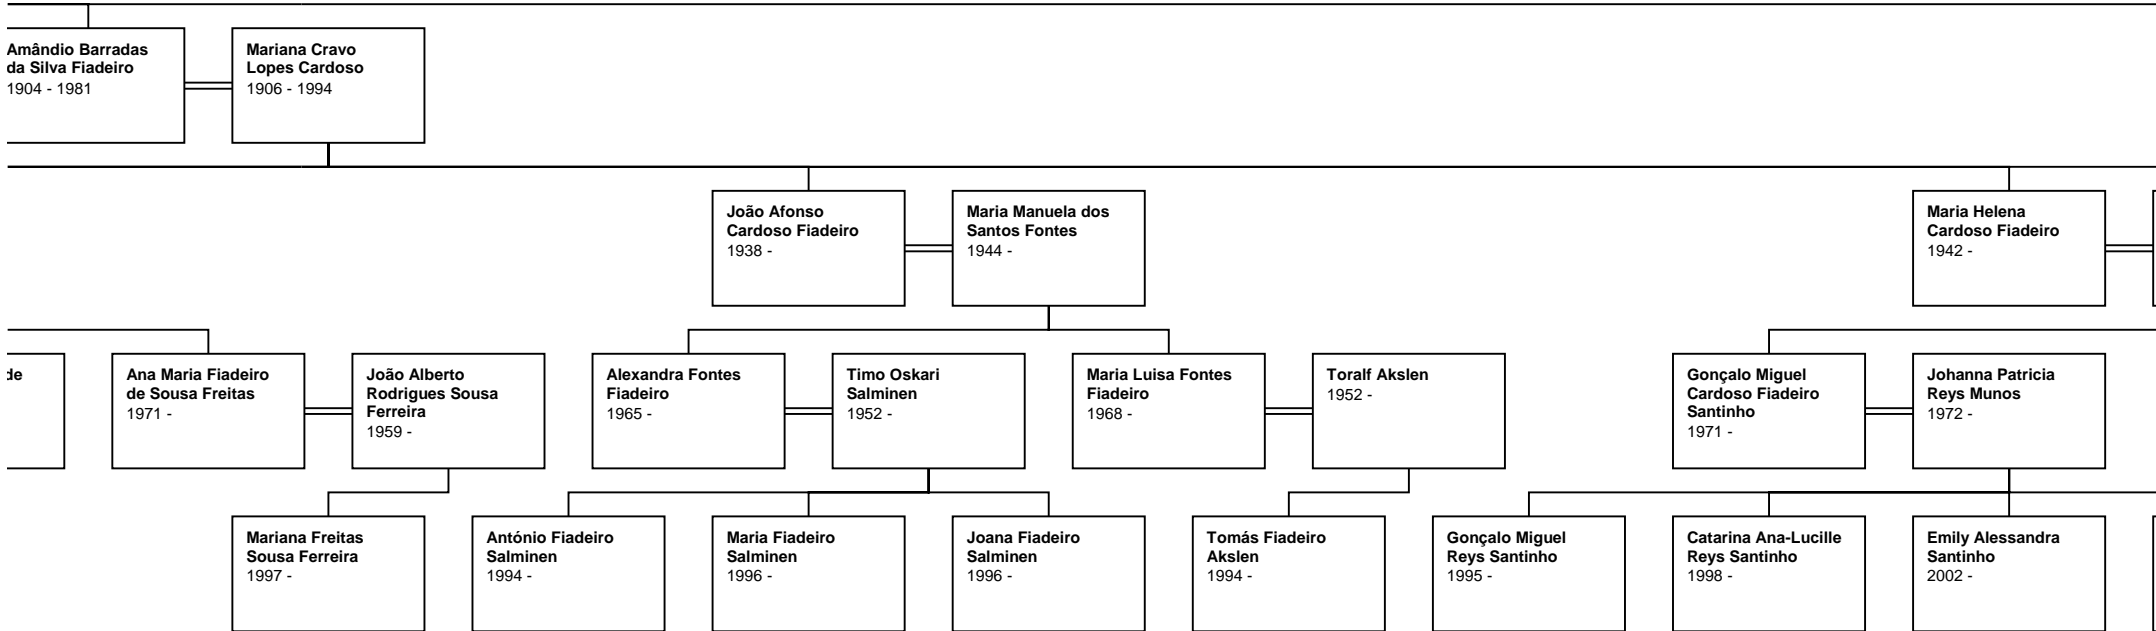 Amândio Barradas
da Silva Fiadeiro
1904 - 1981
Mariana Cravo
Lopes Cardoso
1906 - 1994
João Afonso
Cardoso Fiadeiro
1938 -
Maria Manuela dos
Santos Fontes
1944 -
Maria Helena
Cardoso Fiadeiro
1942 -
de
Ana Maria Fiadeiro
de Sousa Freitas
1971 -
João Alberto
Rodrigues Sousa
Ferreira
1959 -
Alexandra Fontes
Fiadeiro
1965 -
Timo Oskari
Salminen
1952 -
Maria Luisa Fontes
Fiadeiro
1968 -
Toralf Akslen
1952 -
Gonçalo Miguel
Cardoso Fiadeiro
Santinho
1971 -
Johanna Patricia
Reys Munos
1972 -
Mariana Freitas
Sousa Ferreira
1997 -
António Fiadeiro
Salminen
1994 -
Maria Fiadeiro
Salminen
1996 -
Joana Fiadeiro
Salminen
1996 -
Tomás Fiadeiro
Akslen
1994 -
Gonçalo Miguel
Reys Santinho
1995 -
Catarina Ana-Lucille
Reys Santinho
1998 -
Emily Alessandra
Santinho
2002 -